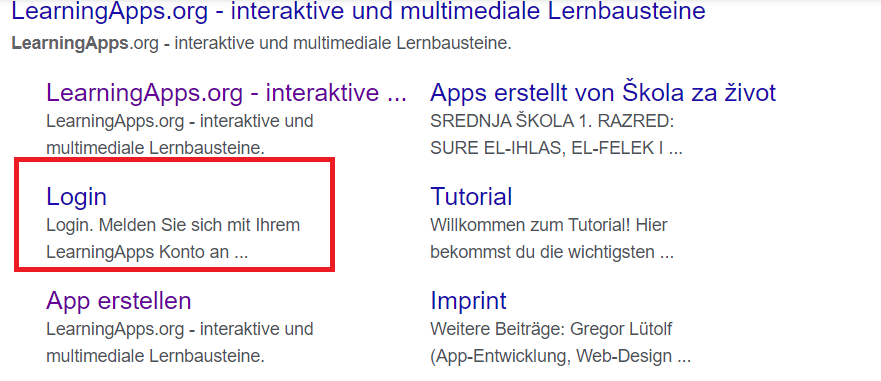 LearningApps.org - interaktive und multimediale Lernbausteine
LearningApps.org - interaktive und multimediale Lernbausteine.
LearningApps.org - interaktive ...
LearningApps.org - interaktive und
multimediale Lernbausteine.
Apps erstellt von Škola za život
SREDNJA ŠKOLA 1. RAZRED:
SURE EL-IHLAS, EL-FELEK I ...
Login
Login. Melden Sie sich mit Ihrem
LearningApps Konto an ...
Tutorial
Willkommen zum Tutorial! Hier
bekommst du die wichtigsten ...
App erstellen
LearningApps.org - interaktive und
multimediale Lernbausteine.
Imprint
Weitere Beiträge: Gregor Lütolf
(App-Entwicklung, Web-Design ...